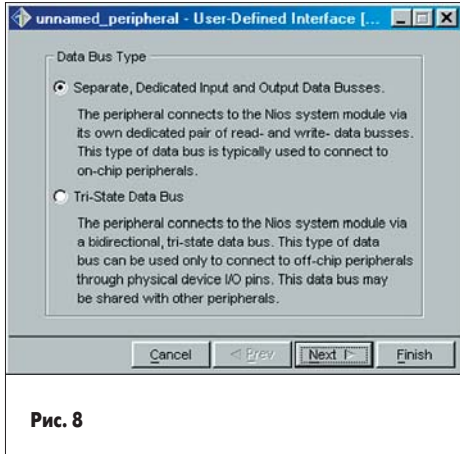 unnamed_peripheral - User-Defined Interface [...
Data Bus Type
Separate, Dedicated Input and Output Data Busses.
The peripheral connects to the Nios system module via
its own dedicated pair of read- and write- data busses.
This type of data bus is typically used to connect to
on-chip peripherals.
Tri-State Data Bus
The peripheral connects to the Nios system module via
a bidirectional, tri-state data bus. This type of data
bus can be used only to connect to off-chip peripherals
through physical device I/O pins. This data bus may
be shared with other peripherals.
Cancel < Prev Next > Finish
Рис. 8